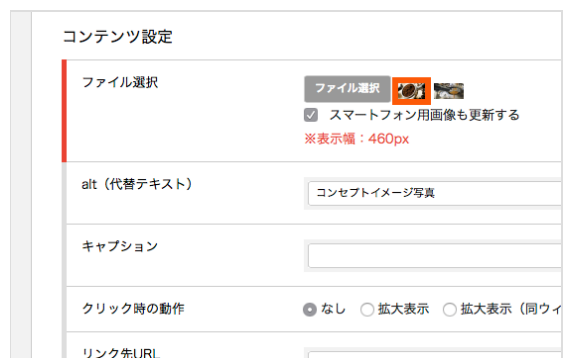 コンテンツ設定
ファイル選択
ファイル選択
スマートフォン用画像も更新する
※表示幅：460px
alt（代替テキスト）
コンセプトイメージ写真
キャプション
クリック時の動作
なし 拡大表示 拡大表示（同ウィ
リンク先URL